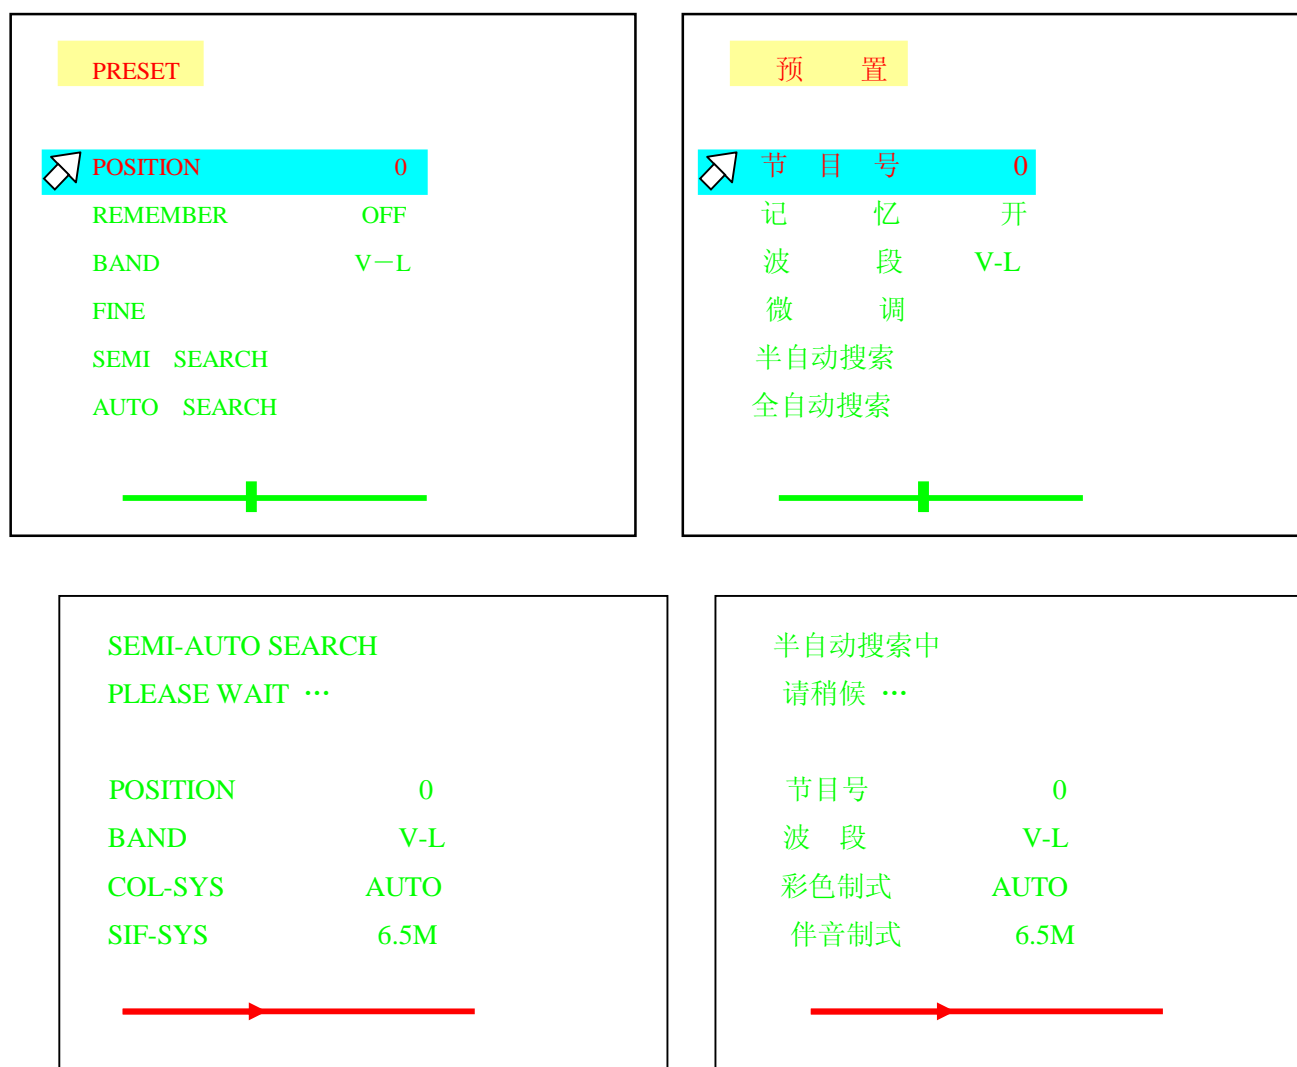 PRESET
POSITION 0
REMEMBER OFF
BAND V－L
FINE
SEMI SEARCH
AUTO SEARCH
预 置
节 目 号 0
记 忆 开
波 段 V-L
微 调
半自动搜索
全自动搜索
SEMI-AUTO SEARCH
PLEASE WAIT …
POSITION 0
BAND V-L
COL-SYS AUTO
SIF-SYS 6.5M
半自动搜索中
请稍候 …
节目号 0
波 段 V-L
彩色制式 AUTO
伴音制式 6.5M